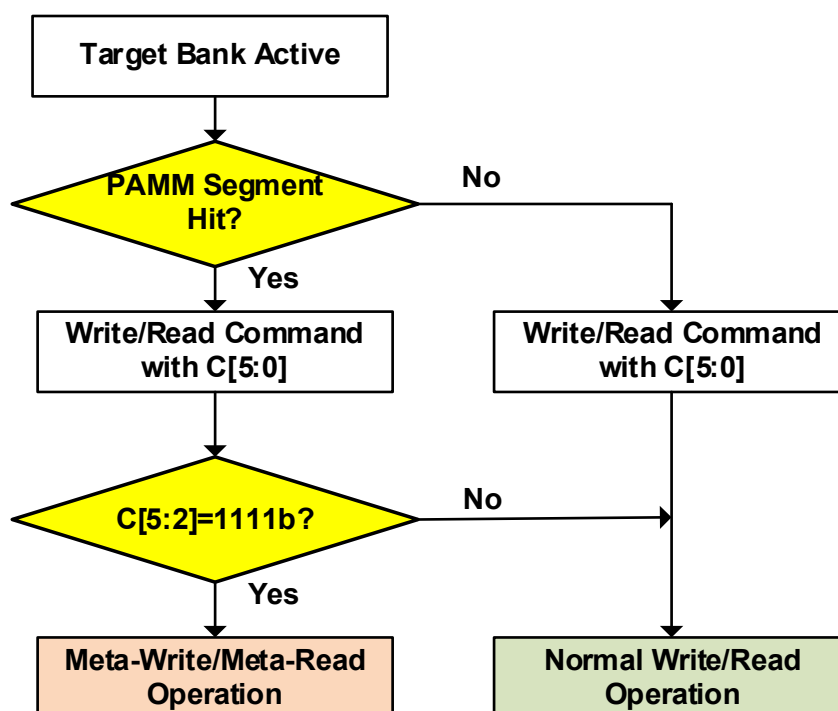 Target Bank Active
PAMM Segment
Hit?
No
Yes
Write/Read Command
with C[5:0]
Write/Read Command
with C[5:0]
C[5:2]=1111b?
No
Yes
Meta-Write/Meta-Read
Operation
Normal Write/Read
Operation